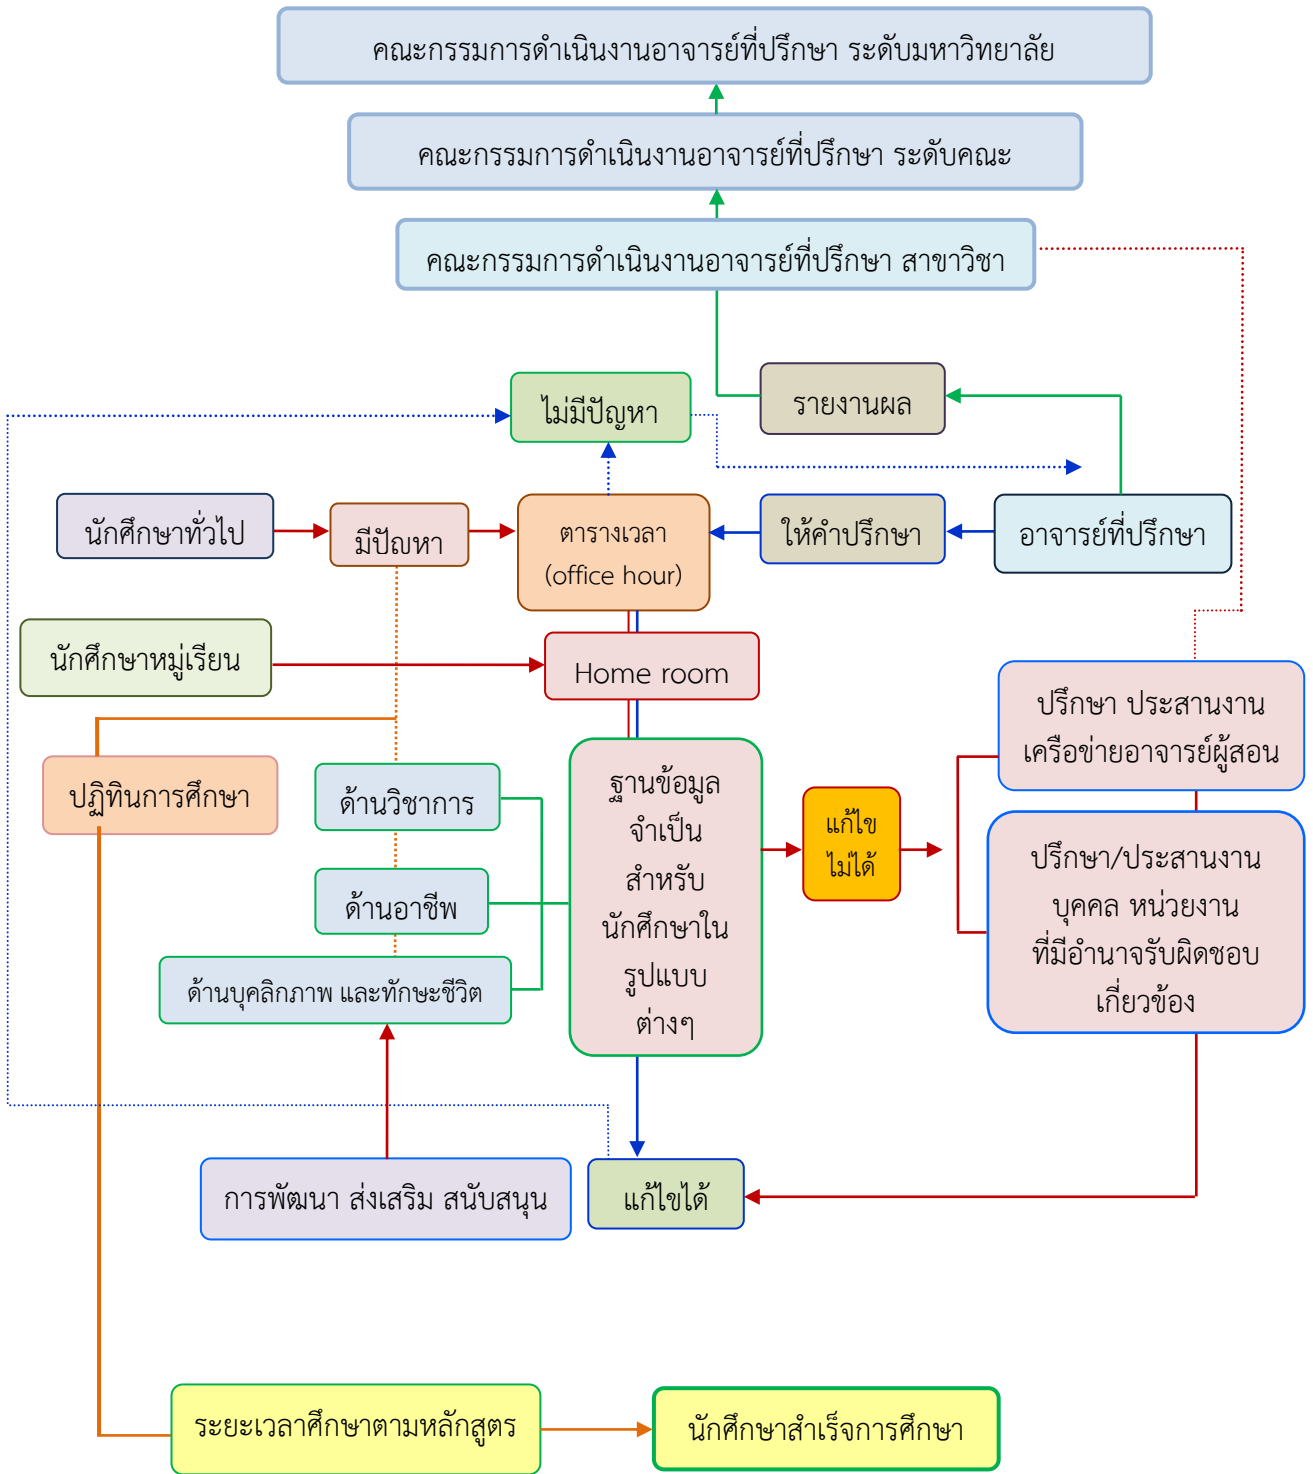 คณะกรรมการดำเนินงานอาจารย์ที่ปรึกษา ระดับมหาวิทยาลัย
คณะกรรมการดำเนินงานอาจารย์ที่ปรึกษา ระดับคณะ
คณะกรรมการดำเนินงานอาจารย์ที่ปรึกษา สาขาวิชา
ไม่มีปัญหา
รายงานผล
นักศึกษาทั่วไป
มีปัญหา
ตารางเวลา
(office hour)
ให้คำปรึกษา
อาจารย์ที่ปรึกษา
นักศึกษาหมู่เรียน
Home room
ปรึกษา ประสานงาน
เครือข่ายอาจารย์ผู้สอน
ปฏิทินการศึกษา
ด้านวิชาการ
ด้านอาชีพ
ด้านบุคลิกภาพ และทักษะชีวิต
ฐานข้อมูล
จำเป็น
สำหรับ
นักศึกษาใน
รูปแบบ
ต่างๆ
แก้ไข
ไม่ได้
ปรึกษา/ประสานงาน
บุคคล หน่วยงาน
ที่มีอำนาจรับผิดชอบ
เกี่ยวข้อง
การพัฒนา ส่งเสริม สนับสนุน
แก้ไขได้
ระยะเวลาศึกษาตามหลักสูตร
นักศึกษาสำเร็จการศึกษา